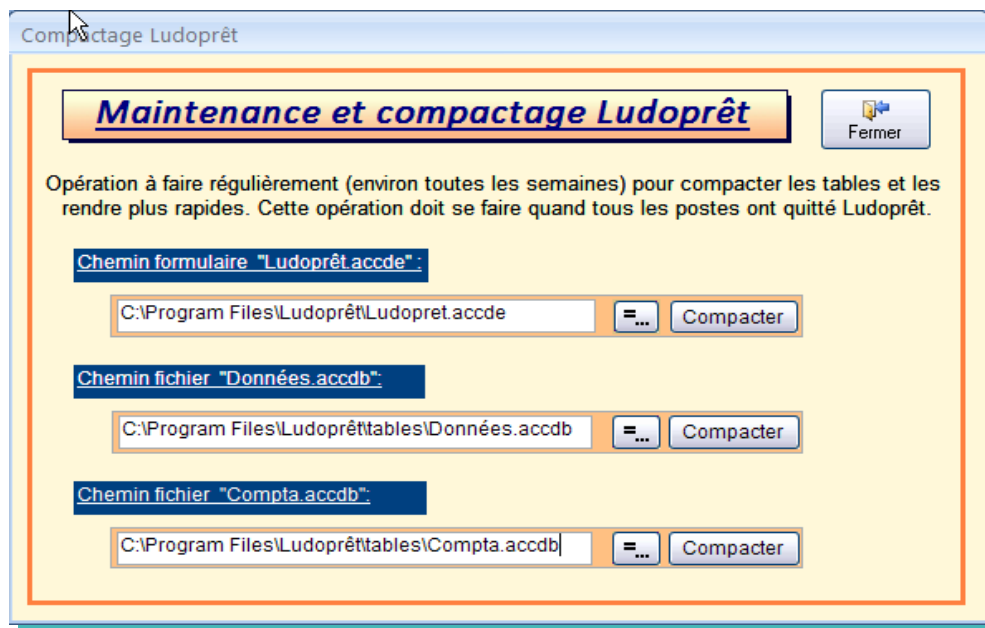 Compactage Ludoprêt
Maintenance et compactage Ludoprêt
Fermer
Opération à faire régulièrement (environ toutes les semaines) pour compacter les tables et les
rendre plus rapides. Cette opération doit se faire quand tous les postes ont quitté Ludoprêt.
Chemin formulaire "Ludoprêt.accde" :
C:\Program Files\Ludoprêt\Ludopret.accde
=... Compacter
Chemin fichier "Données.accdb":
C:\Program Files\Ludoprêt\tables\Données.accdb
=... Compacter
Chemin fichier "Compta.accdb":
C:\Program Files\Ludoprêt\tables\Compta.accdb
=... Compacter